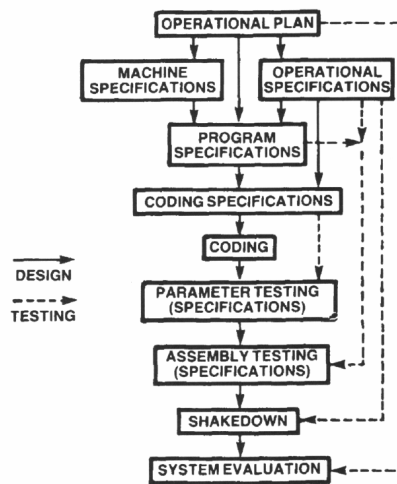 OPERATIONAL PLAN
MACHINE
SPECIFICATIONS
OPERATIONAL
SPECIFICATIONS
PROGRAM
SPECIFICATIONS
CODING SPECIFICATIONS
CODING
DESIGN
TESTING
PARAMETER TESTING
(SPECIFICATIONS)
ASSEMBLY TESTING
(SPECIFICATIONS)
SHAKEDOWN
SYSTEM EVALUATION